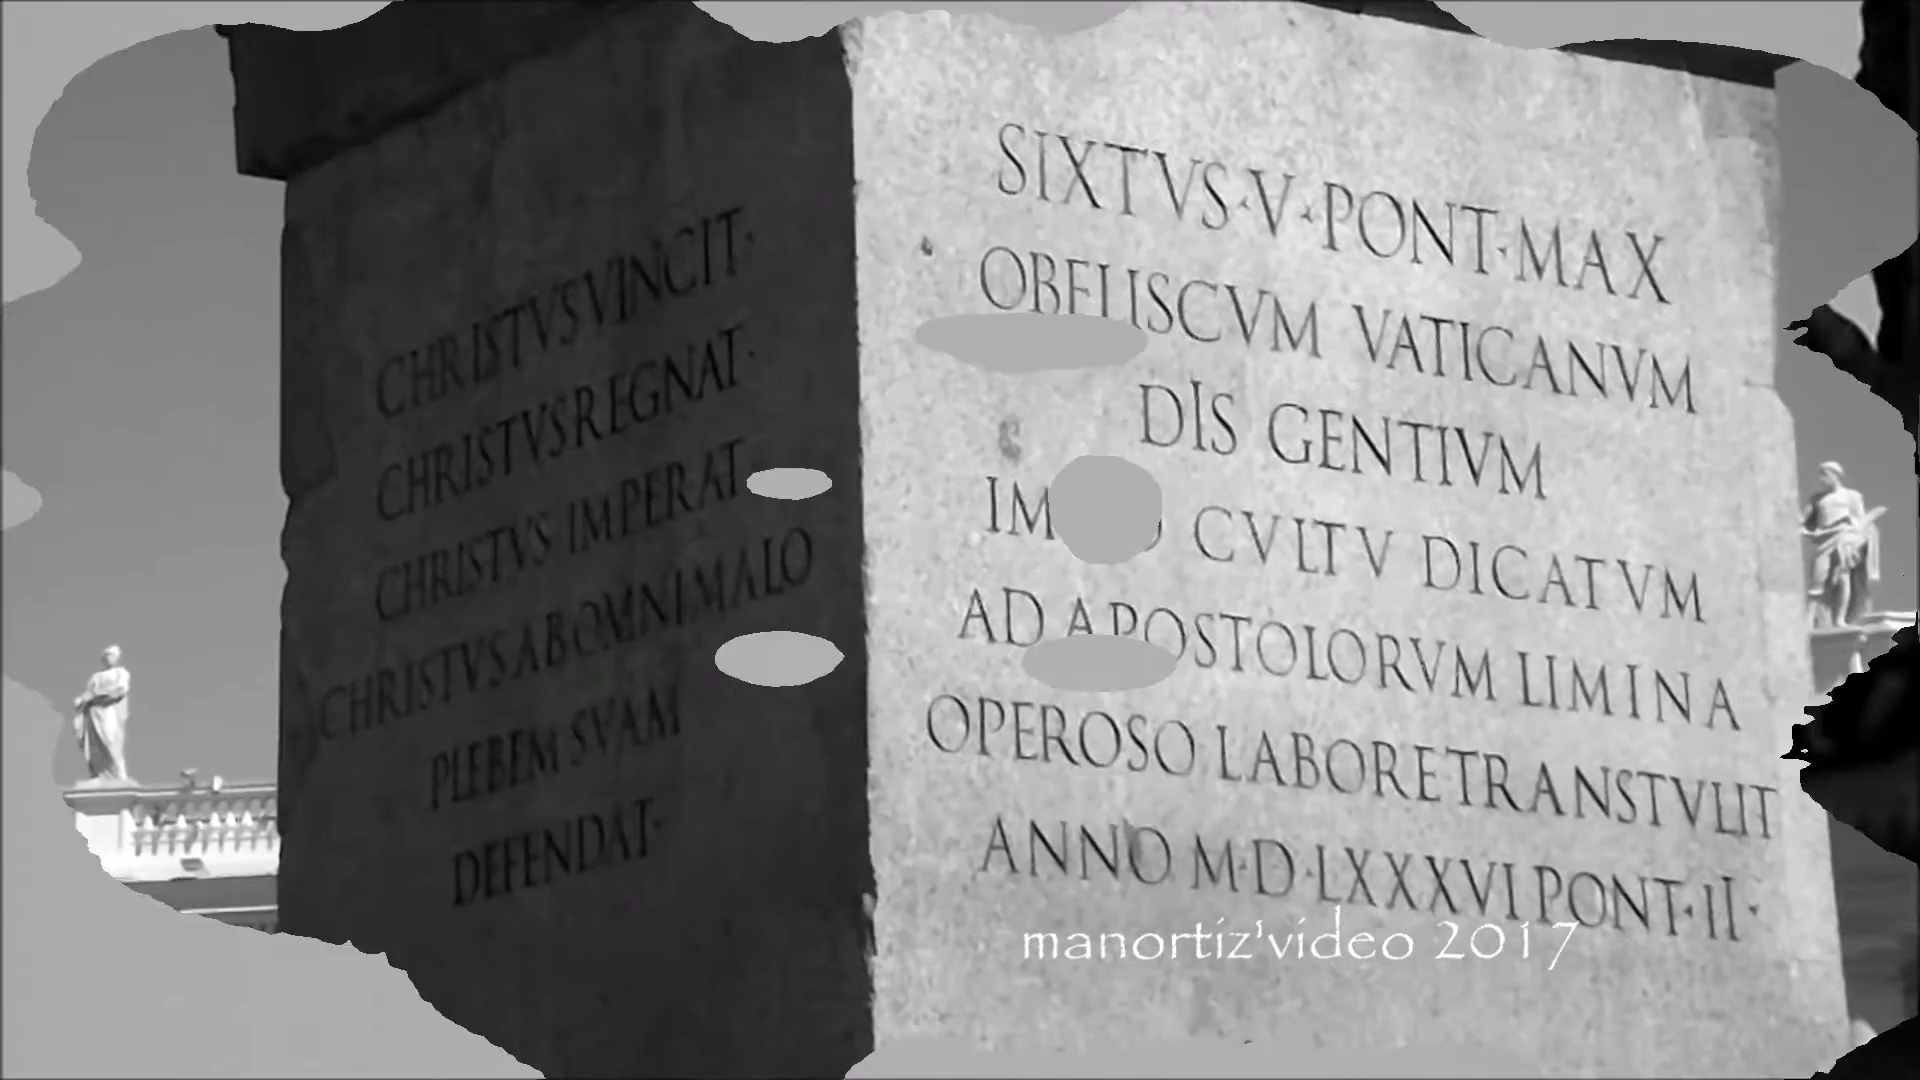 CHRISTVS VINCIT·
CHRISTVS REGNAT·
CHRISTVS IMPERAT·
CHRISTVS AB OMNI MALO
PLEBEM SVAM
DEFENDAT·
SIXTVS·V·PONT·MAX
OBELISCVM VATICANVM
DIS GENTIVM
CVLTV DICATVM
AD APOSTOLORVM LIMINA
OPEROSO LABORE TRANSTVLIT
ANNO M·D·LXXXVI PONT·II·
manortiz'video 2017